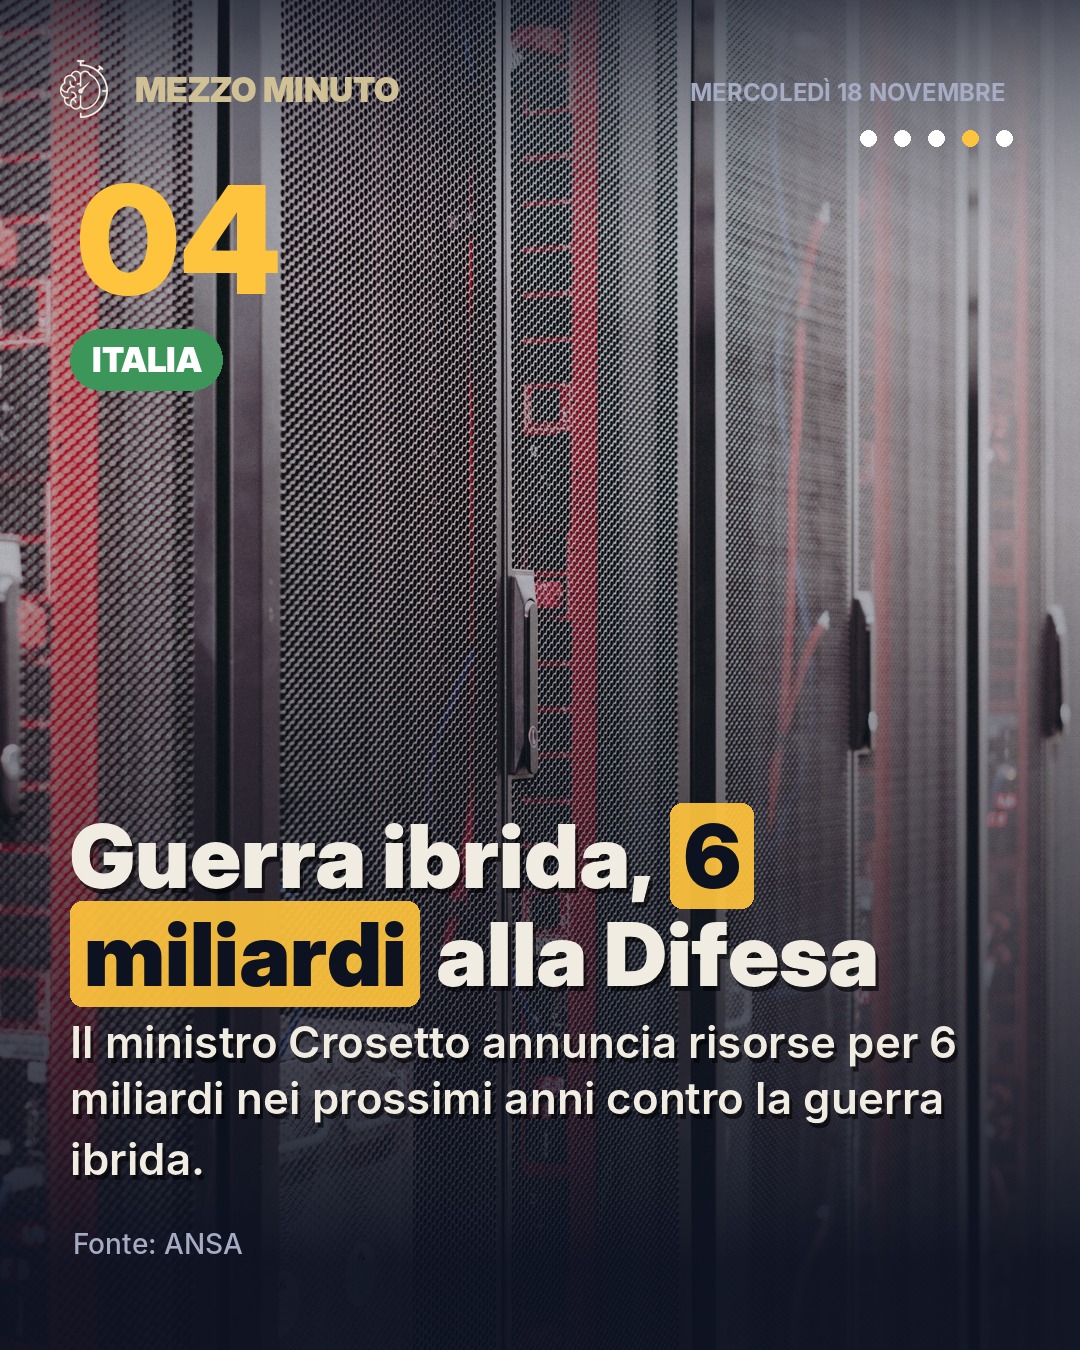 MEZZO MINUTO
MERCOLEDÌ 18 NOVEMBRE
04
ITALIA
Guerra ibrida, 6
miliardi alla Difesa
Il ministro Crosetto annuncia risorse per 6
miliardi nei prossimi anni contro la guerra
ibrida.
Fonte: ANSA